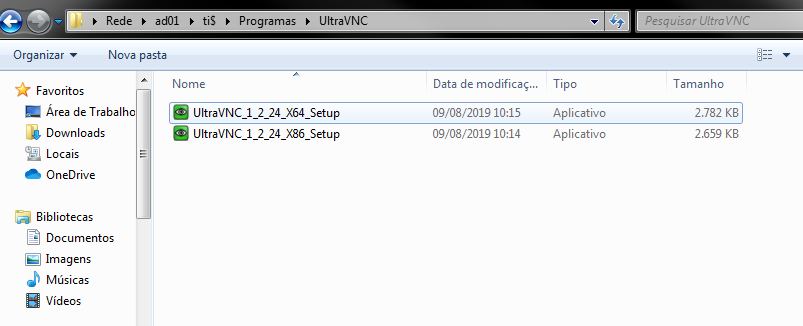 Rede ad01 ti$ Programas UltraVNC Pesquisar UltraVNC
Organizar Nova pasta
Favoritos
Área de Trabalho
Downloads
Locais
OneDrive
Bibliotecas
Documentos
Imagens
Músicas
Vídeos
Nome Data de modificaç... Tipo Tamanho
UltraVNC_1_2_24_X64_Setup 09/08/2019 10:15 Aplicativo 2.782 KB
UltraVNC_1_2_24_X86_Setup 09/08/2019 10:14 Aplicativo 2.659 KB